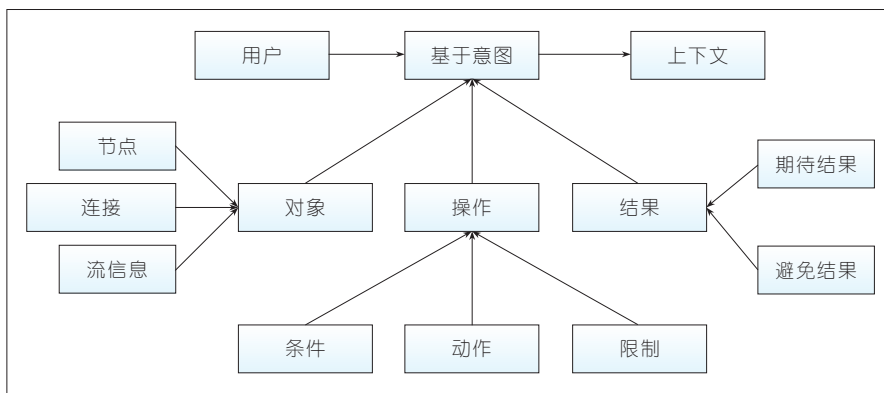 用户
基于意图
上下文
节点
连接
流信息
对象
操作
结果
期待结果
避免结果
条件
动作
限制